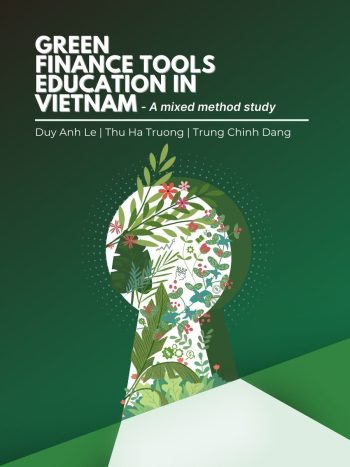 GREEN
FINANCE TOOLS
EDUCATION IN
VIETNAM - A mixed method study
Duy Anh Le | Thu Ha Truong | Trung Chinh Dang